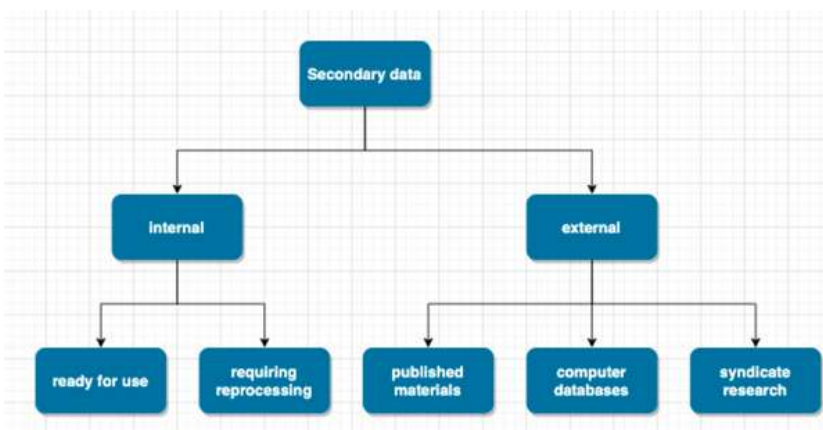 Secondary data
internal
external
ready for use
requiring
reprocessing
published
materials
computer
databases
syndicate
research